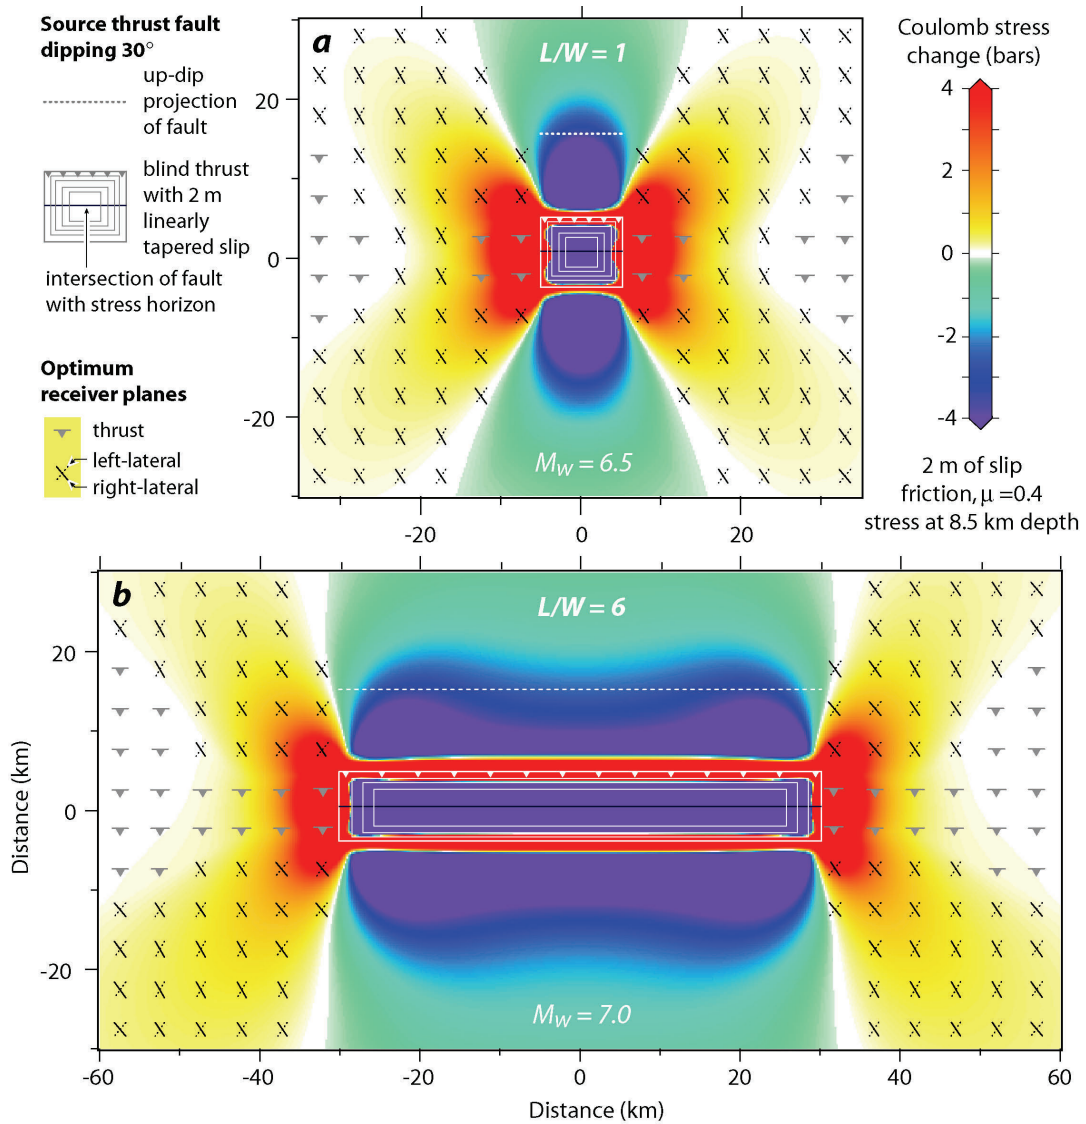 Source thrust fault
dipping 30°
up-dip
projection
of fault
blind thrust
with 2 m
linearly
tapered slip
intersection of fault
with stress horizon
Optimum
receiver planes
thrust
left-lateral
right-lateral
a
L/W = 1
20
0
-20
MW = 6.5
-20
0
20
Coulomb stress
change (bars)
4
2
0
-2
-4
2 m of slip
friction, μ =0.4
stress at 8.5 km depth
b
L/W = 6
20
0
-20
Distance (km)
MW = 7.0
-60
-40
-20
0
20
40
60
Distance (km)